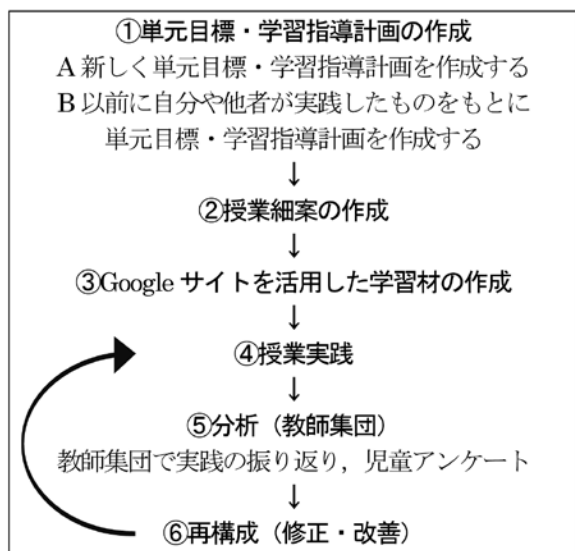 ①単元目標・学習指導計画の作成
A 新しく単元目標・学習指導計画を作成する
B 以前に自分や他者が実践したものをもとに
単元目標・学習指導計画を作成する
↓
②授業細案の作成
↓
③Google サイトを活用した学習材の作成
↓
④授業実践
↓
⑤分析（教師集団）
教師集団で実践の振り返り，児童アンケート
↓
⑥再構成（修正・改善）